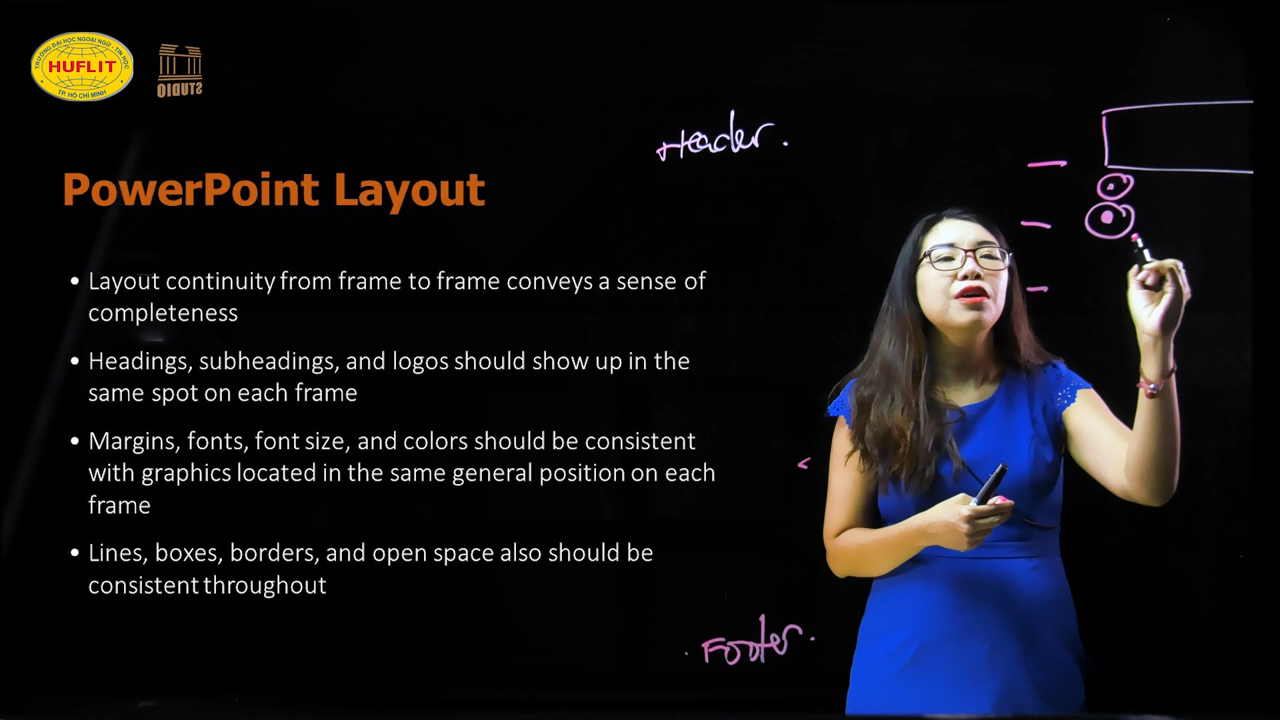 TRƯỜNG ĐẠI HỌC NGOẠI NGỮ - TIN HỌC
HUFLIT
TP. HỒ CHÍ MINH
STUDIO
Header.
PowerPoint Layout
• Layout continuity from frame to frame conveys a sense of
completeness
• Headings, subheadings, and logos should show up in the
same spot on each frame
• Margins, fonts, font size, and colors should be consistent
with graphics located in the same general position on each
frame
• Lines, boxes, borders, and open space also should be
consistent throughout
Footer.